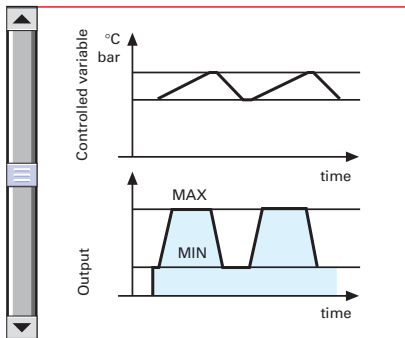 Controlled variable
°C
bar
time
Output
MAX
MIN
time